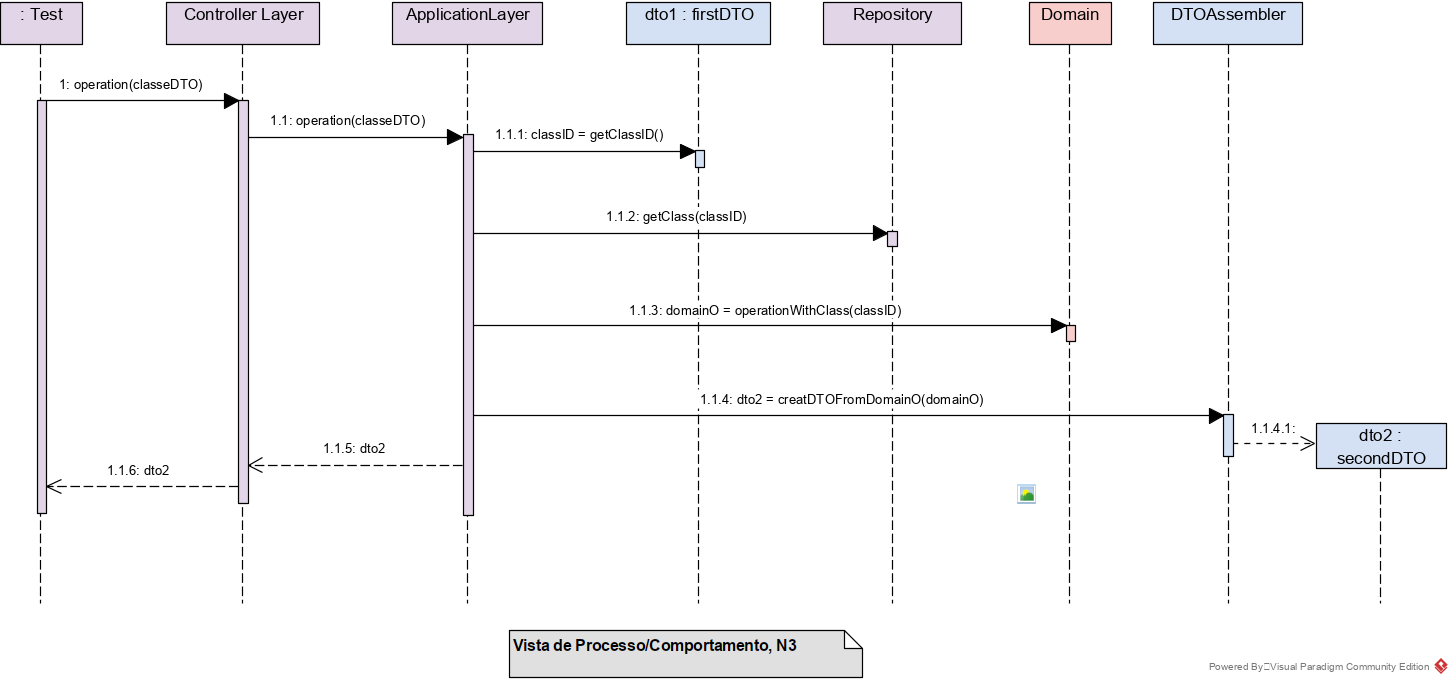 : Test
Controller Layer
ApplicationLayer
dto1 : firstDTO
Repository
Domain
DTOAssembler
1: operation(classeDTO)
1.1: operation(classeDTO)
1.1.1: classID = getClassID()
1.1.2: getClass(classID)
1.1.3: domainO = operationWithClass(classID)
1.1.4: dto2 = creatDTOFromDomainO(domainO)
1.1.4.1:
dto2 :
secondDTO
1.1.5: dto2
1.1.6: dto2
Vista de Processo/Comportamento, N3
Powered By Visual Paradigm Community Edition